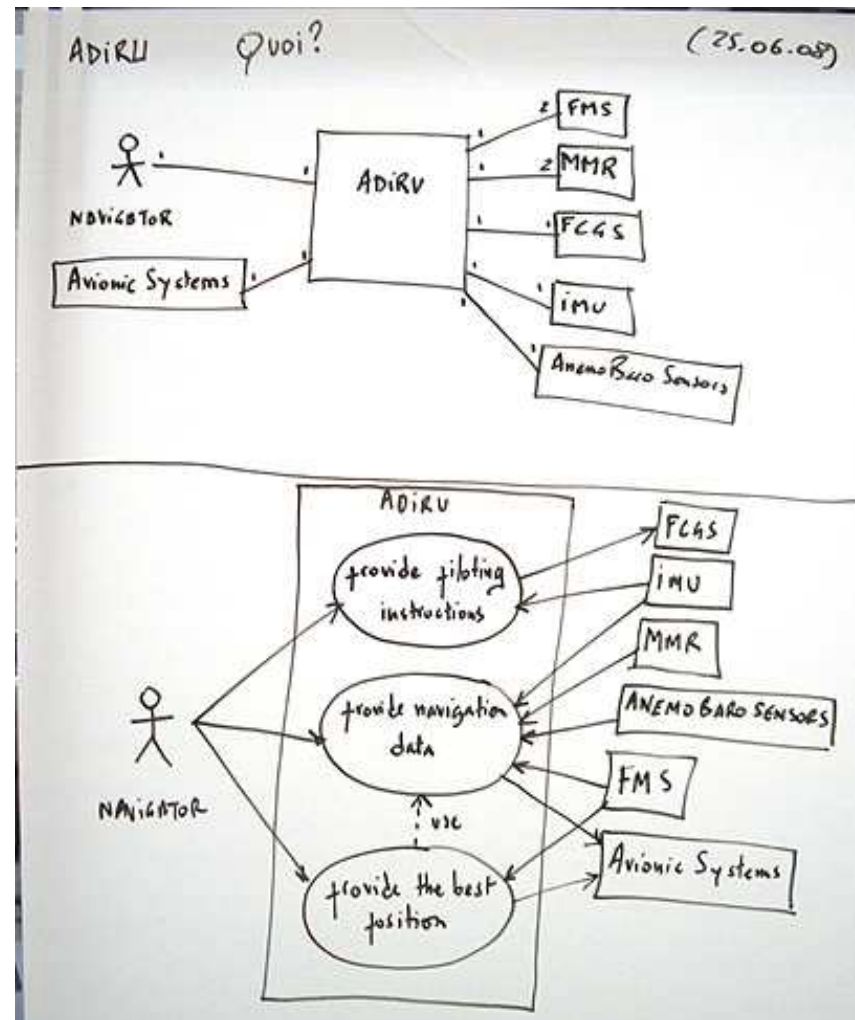 ADIRU Quoi? (25.06.08)
1 1 ADIRU
NAVIGATOR
Avionic Systems 1 1
1 2 FMS
1 2 MMR
1 1 FCGS
1 1 iMU
1 1 AnemoBaro Sensors
ADIRU
provide piloting
instructions
provide navigation
data
use
provide the best
position
NAVIGATOR
FCGS
iMU
MMR
ANEMO BARO SENSORS
FMS
Avionic Systems